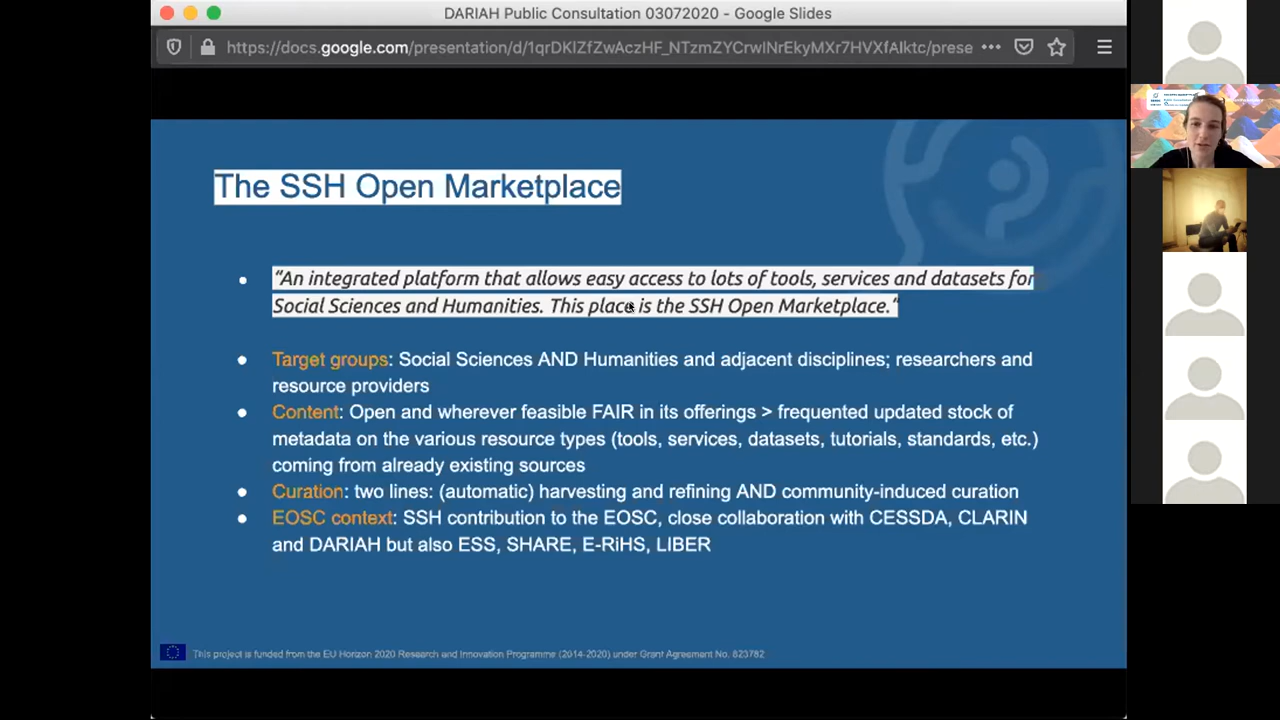 DARIAH Public Consultation 03072020 - Google Slides
https://docs.google.com/presentation/d/1qrDKlZfZwAczHF_NTzmZYCrwlNrEkyMXr7HVXfAlktc/prese
The SSH Open Marketplace
● "An integrated platform that allows easy access to lots of tools, services and datasets for
Social Sciences and Humanities. This place is the SSH Open Marketplace."
● Target groups: Social Sciences AND Humanities and adjacent disciplines; researchers and
resource providers
● Content: Open and wherever feasible FAIR in its offerings > frequented updated stock of
metadata on the various resource types (tools, services, datasets, tutorials, standards, etc.)
coming from already existing sources
● Curation: two lines: (automatic) harvesting and refining AND community-induced curation
● EOSC context: SSH contribution to the EOSC, close collaboration with CESSDA, CLARIN
and DARIAH but also ESS, SHARE, E-RiHS, LIBER
This project is funded from the EU Horizon 2020 Research and Innovation Programme (2014-2020) under Grant Agreement No. 823782